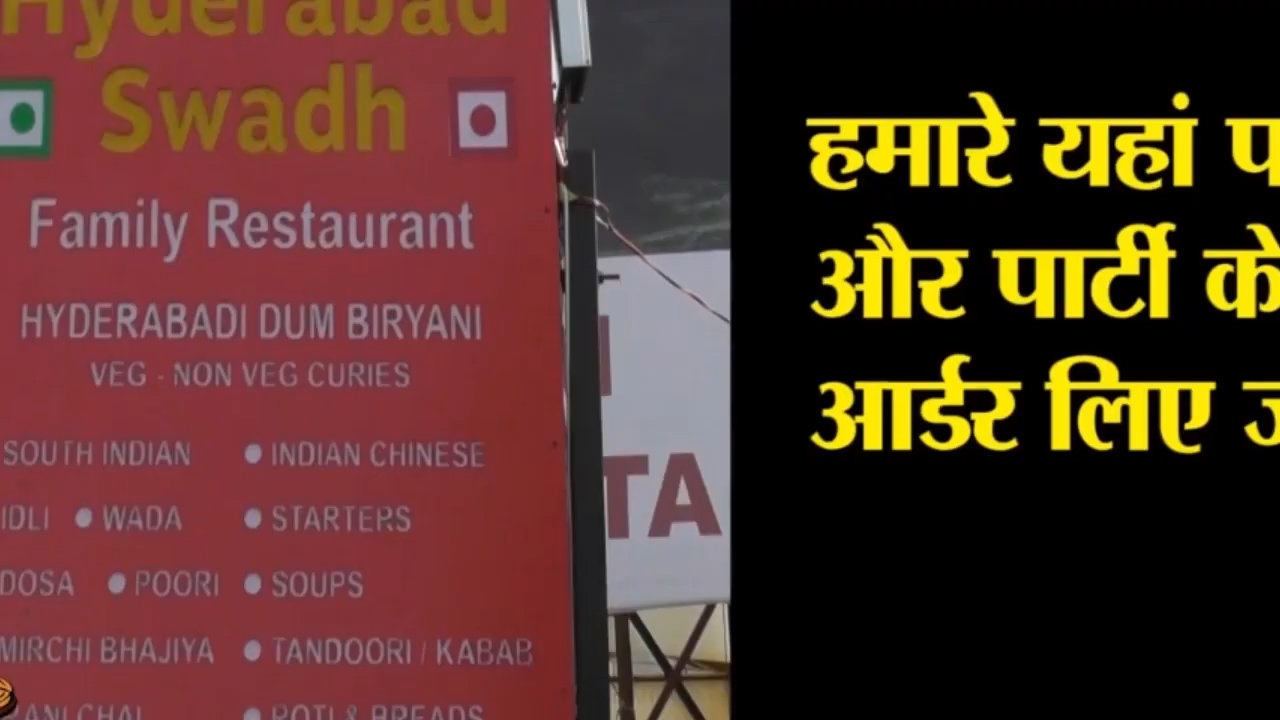 Hyderabad
Swadh
Family Restaurant
HYDERABADI DUM BIRYANI
VEG - NON VEG CURIES
SOUTH INDIAN ● INDIAN CHINESE
IDLI ● WADA ● STARTERS
DOSA ● POORI ● SOUPS
MIRCHI BHAJIYA ● TANDOORI / KABAB
● ROTI & BREADS
TA
हमारे यहां
और पार्टी के
आर्डर लिए